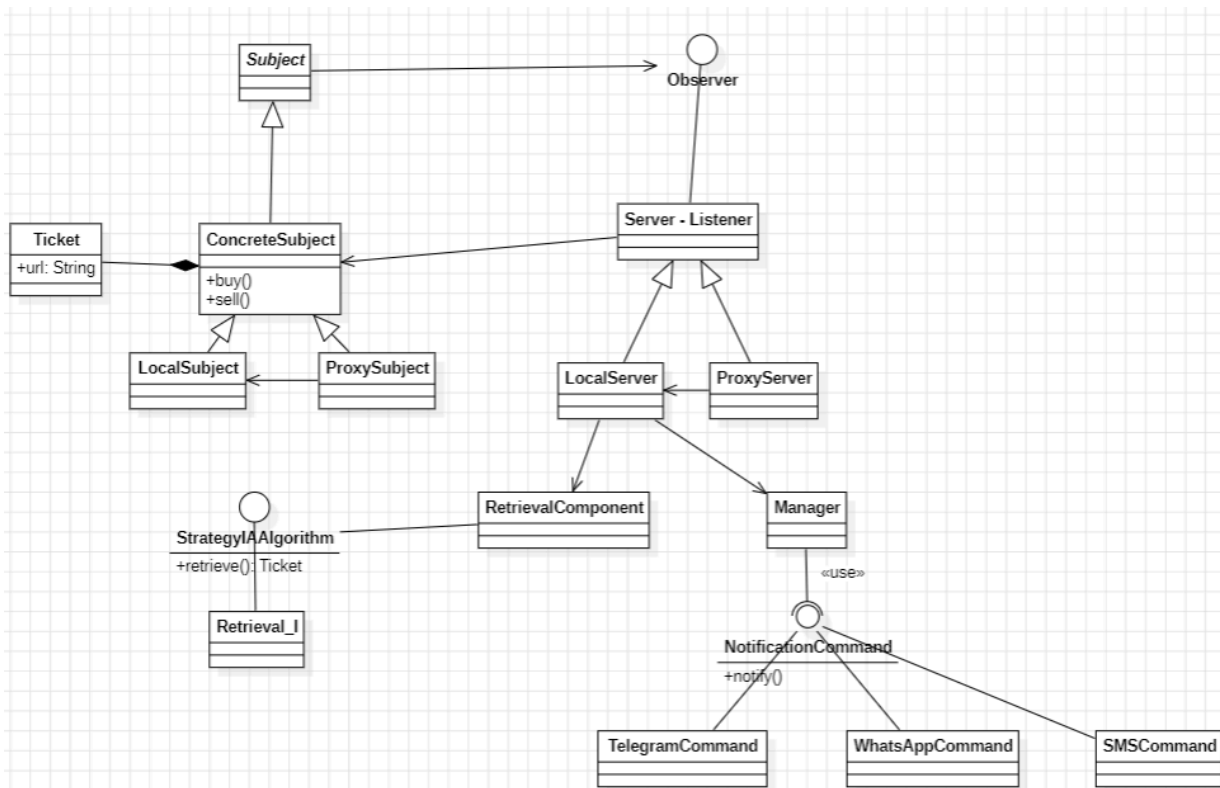 Subject
Observer
Ticket
+url: String
ConcreteSubject
+buy()
+sell()
Server - Listener
LocalSubject
ProxySubject
LocalServer
ProxyServer
StrategyIAAlgorithm
+retrieve(): Ticket
RetrievalComponent
Manager
«use»
Retrieval_I
NotificationCommand
+notify()
TelegramCommand
WhatsAppCommand
SMSCommand